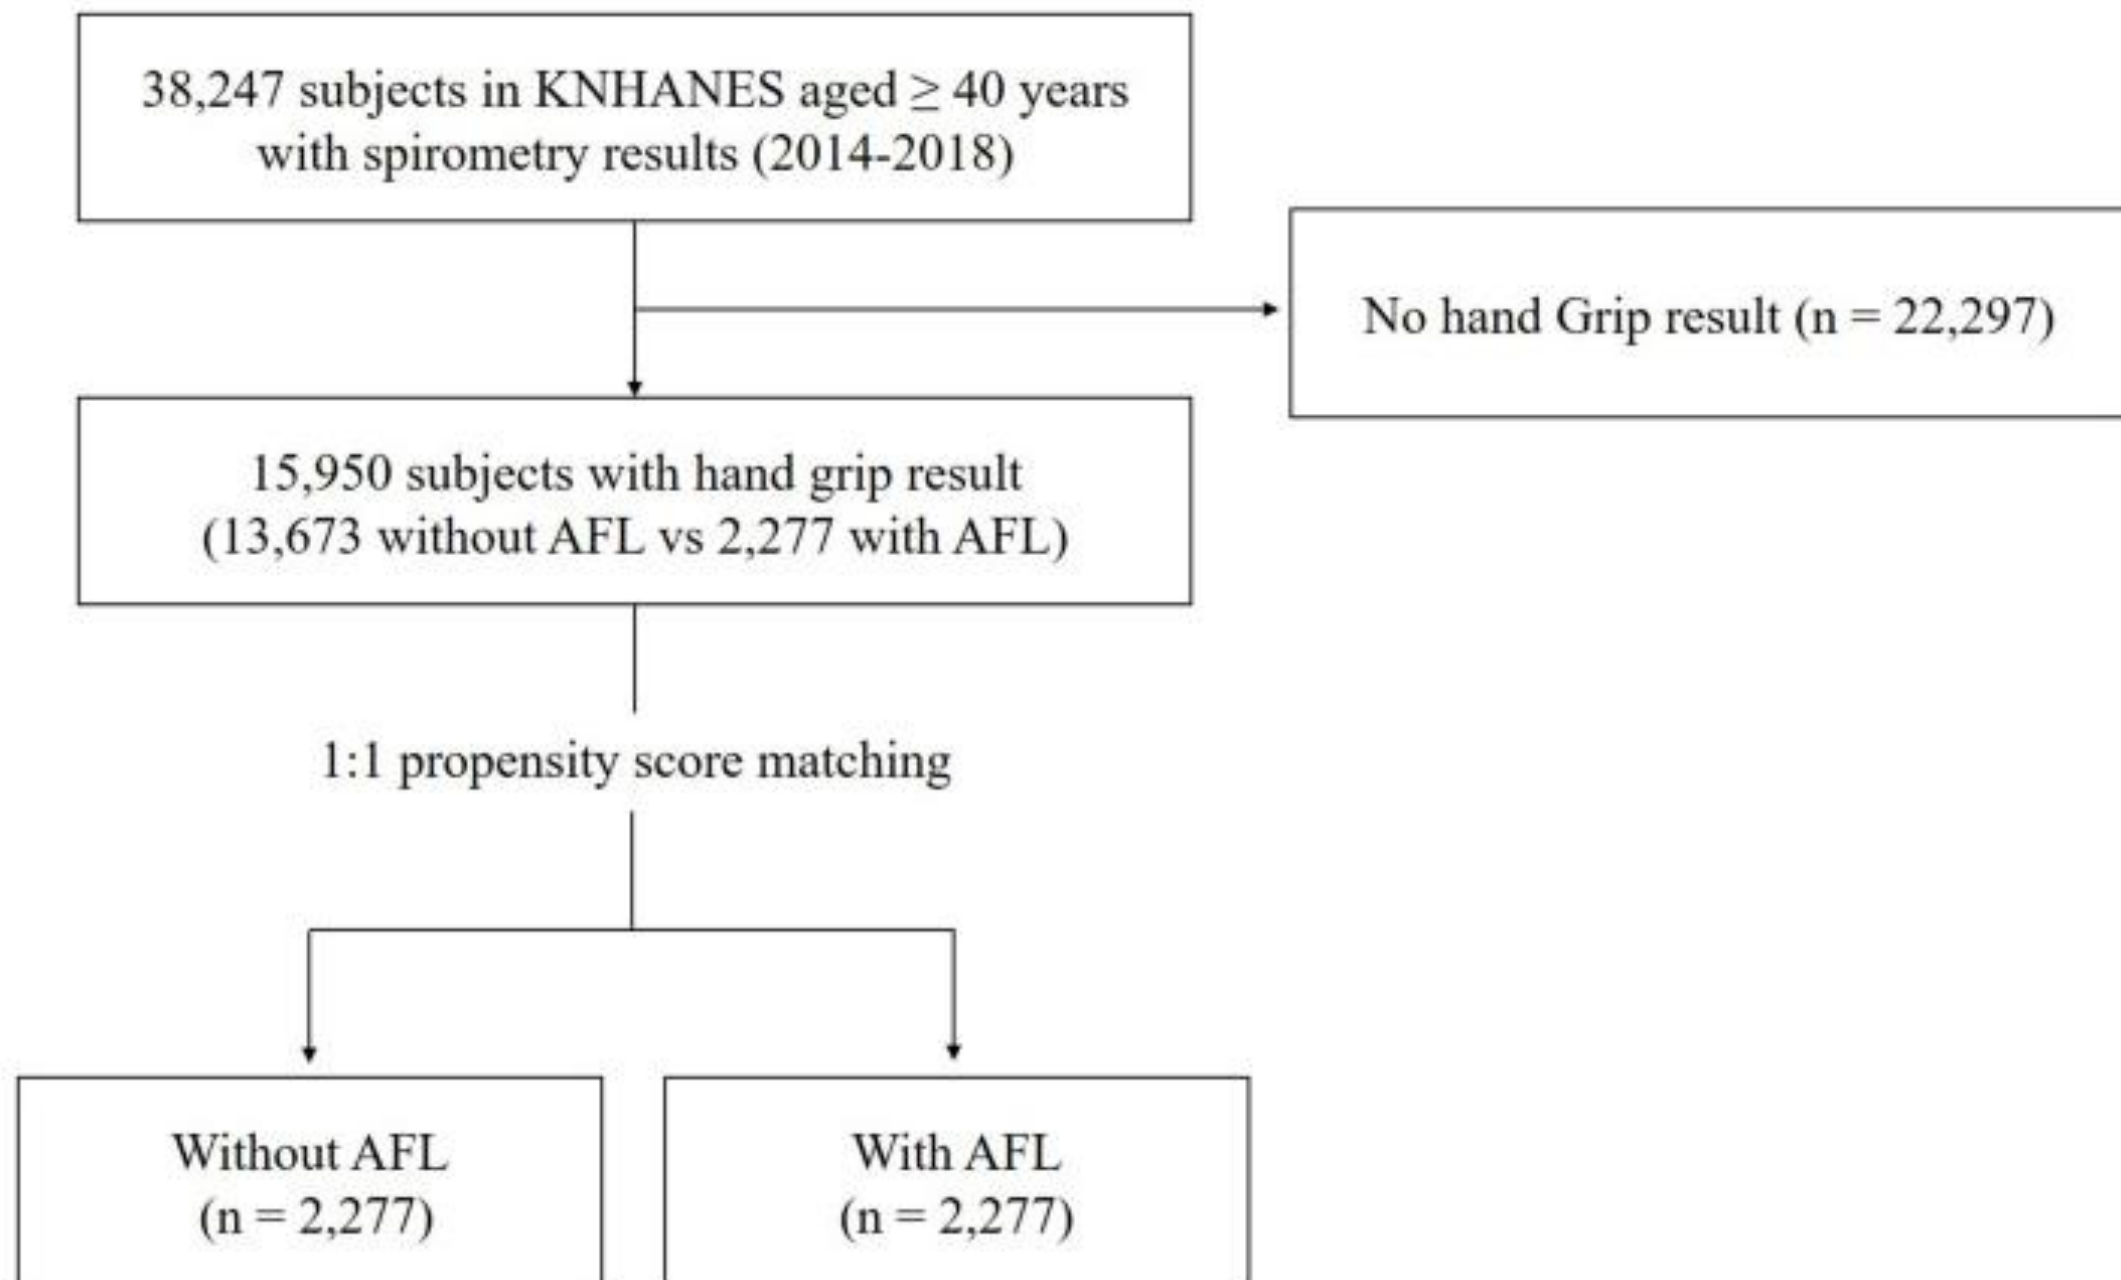 38,247 subjects in KNHANES aged ≥ 40 years
with spirometry results (2014-2018)
No hand Grip result (n = 22,297)
15,950 subjects with hand grip result
(13,673 without AFL vs 2,277 with AFL)
1:1 propensity score matching
Without AFL
(n = 2,277)
With AFL
(n = 2,277)